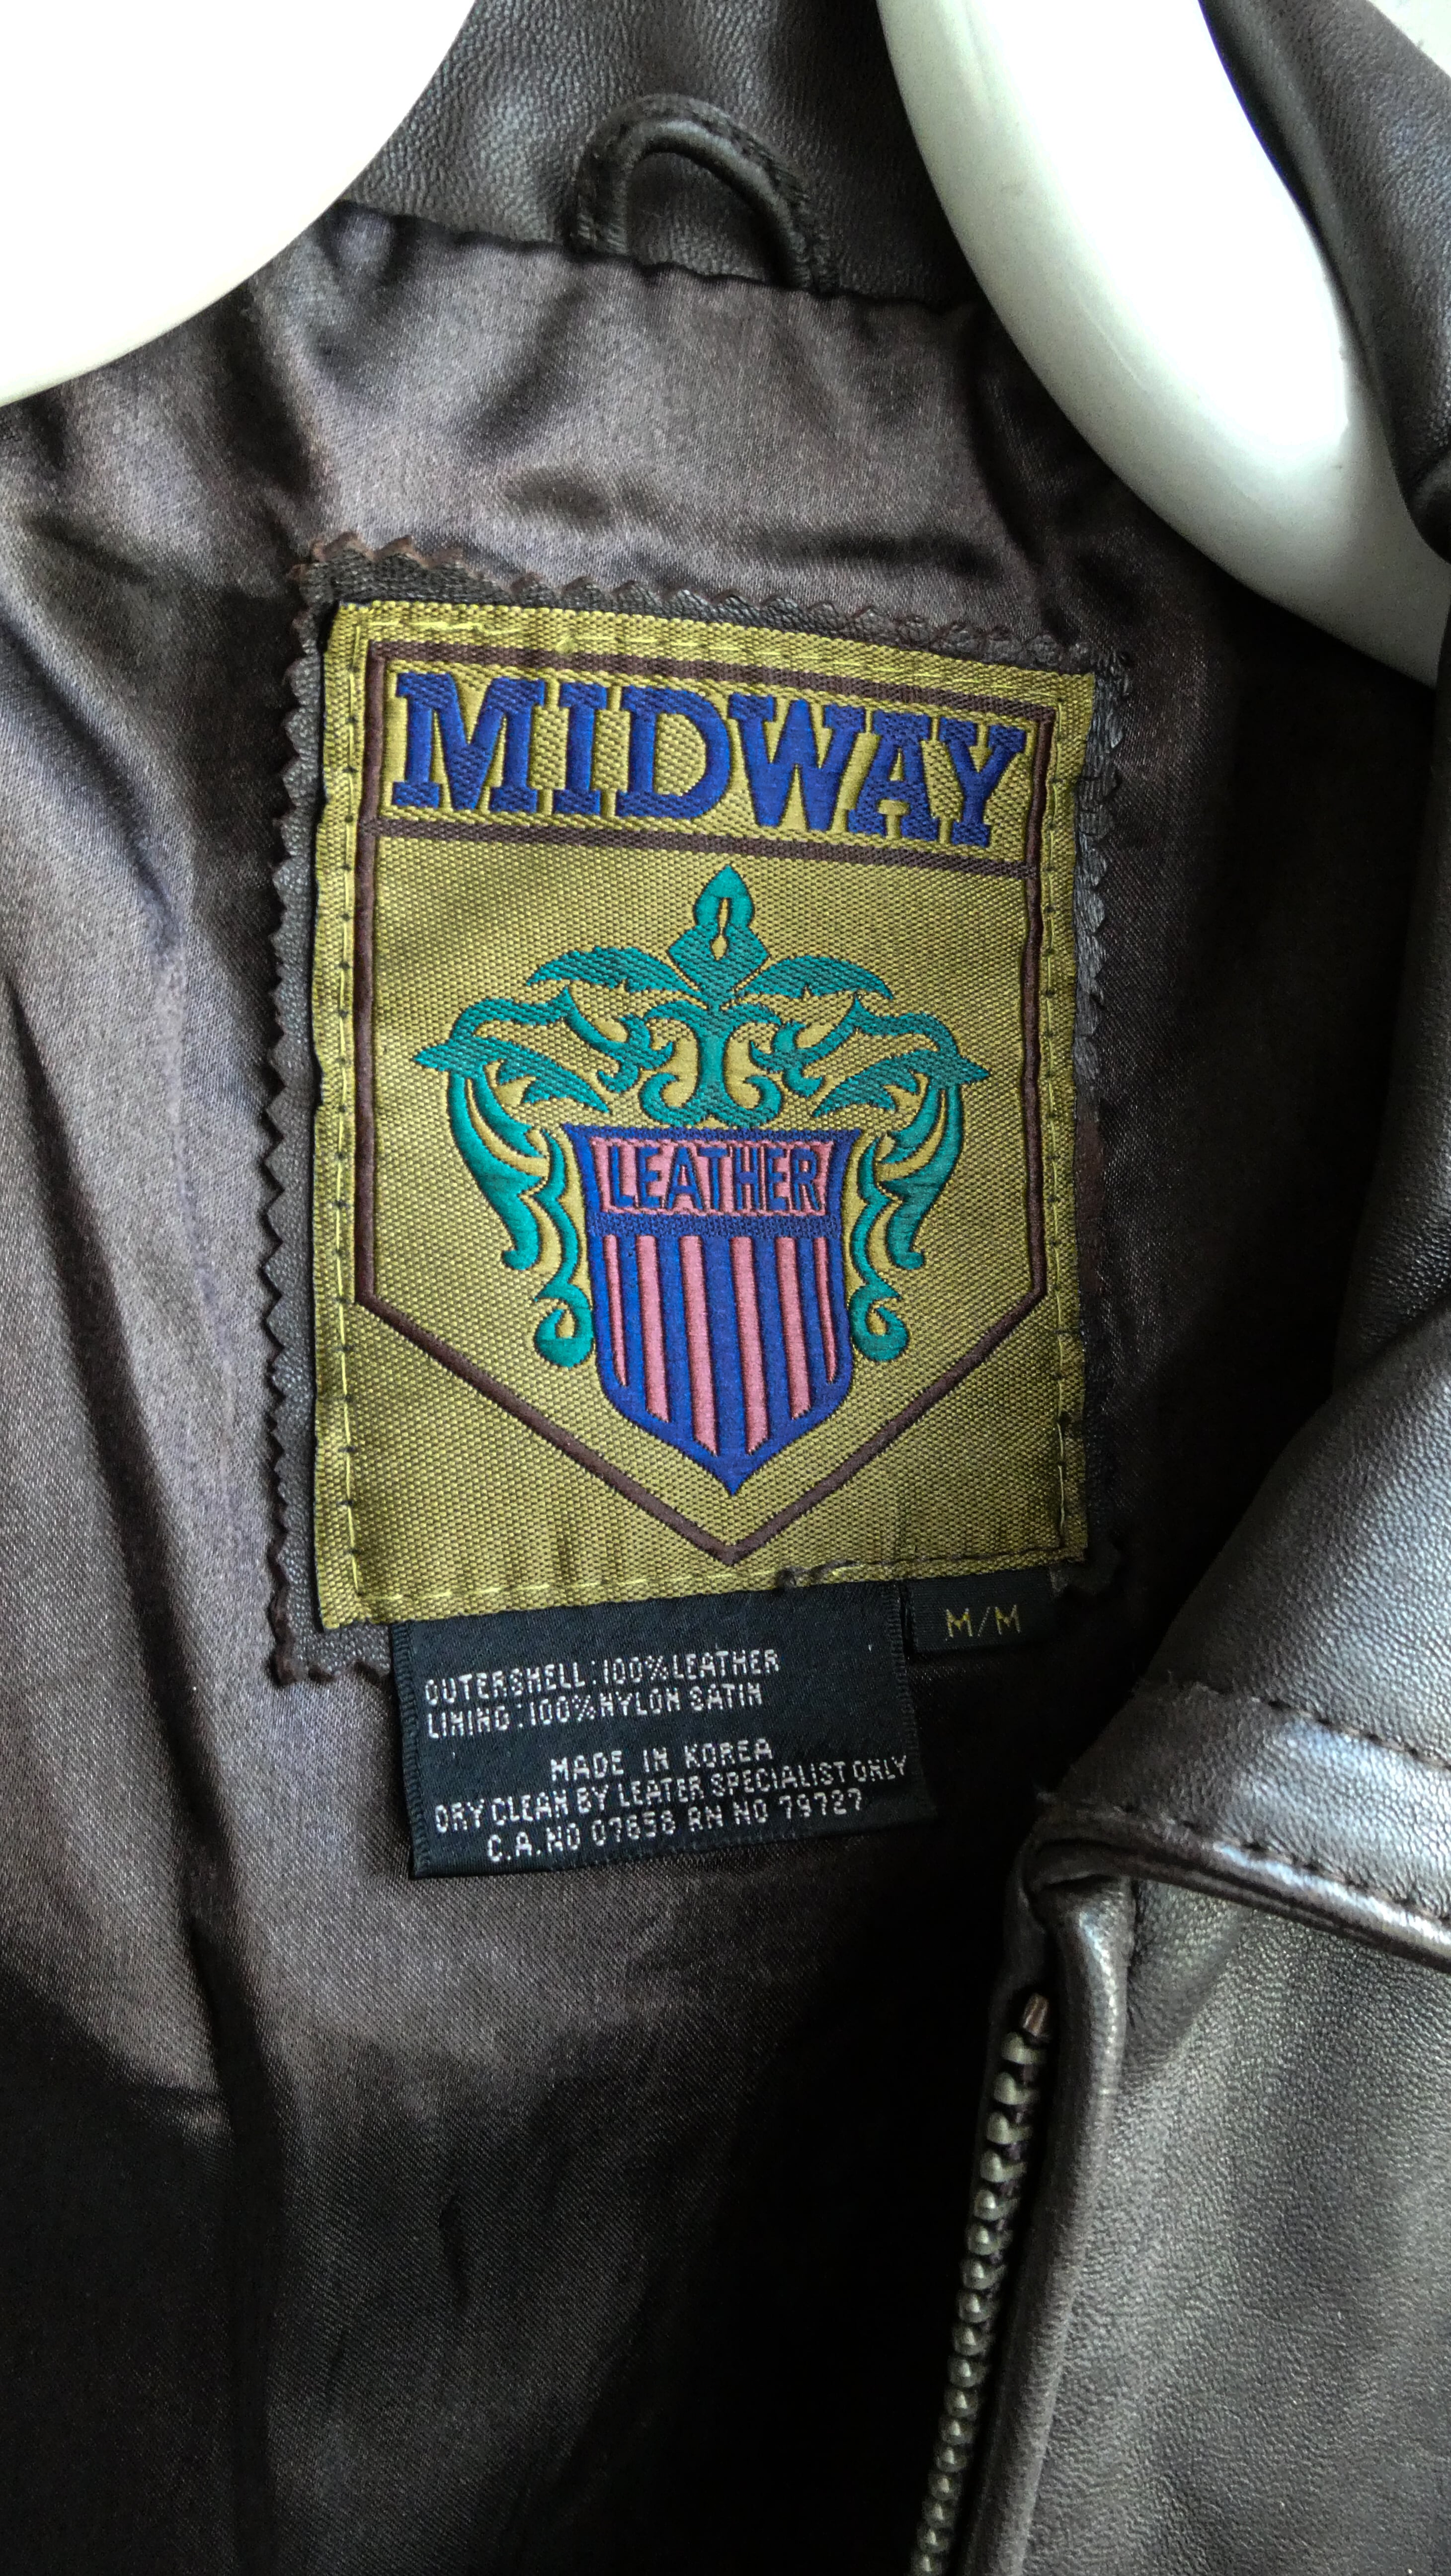 MIDWAY
LEATHER
M/M
OUTERSHELL:100%LEATHER
LINING:100%NYLON SATIN
MADE IN KOREA
DRY CLEAN BY LEATER SPECIALIST ONLY
C.A.NO 07658 RN NO 79727